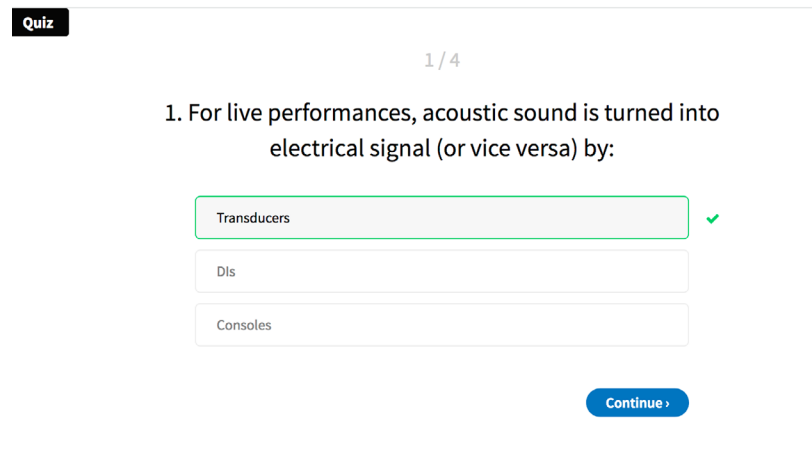 Quiz
1 / 4
1. For live performances, acoustic sound is turned into
electrical signal (or vice versa) by:
Transducers
DIs
Consoles
Continue ›